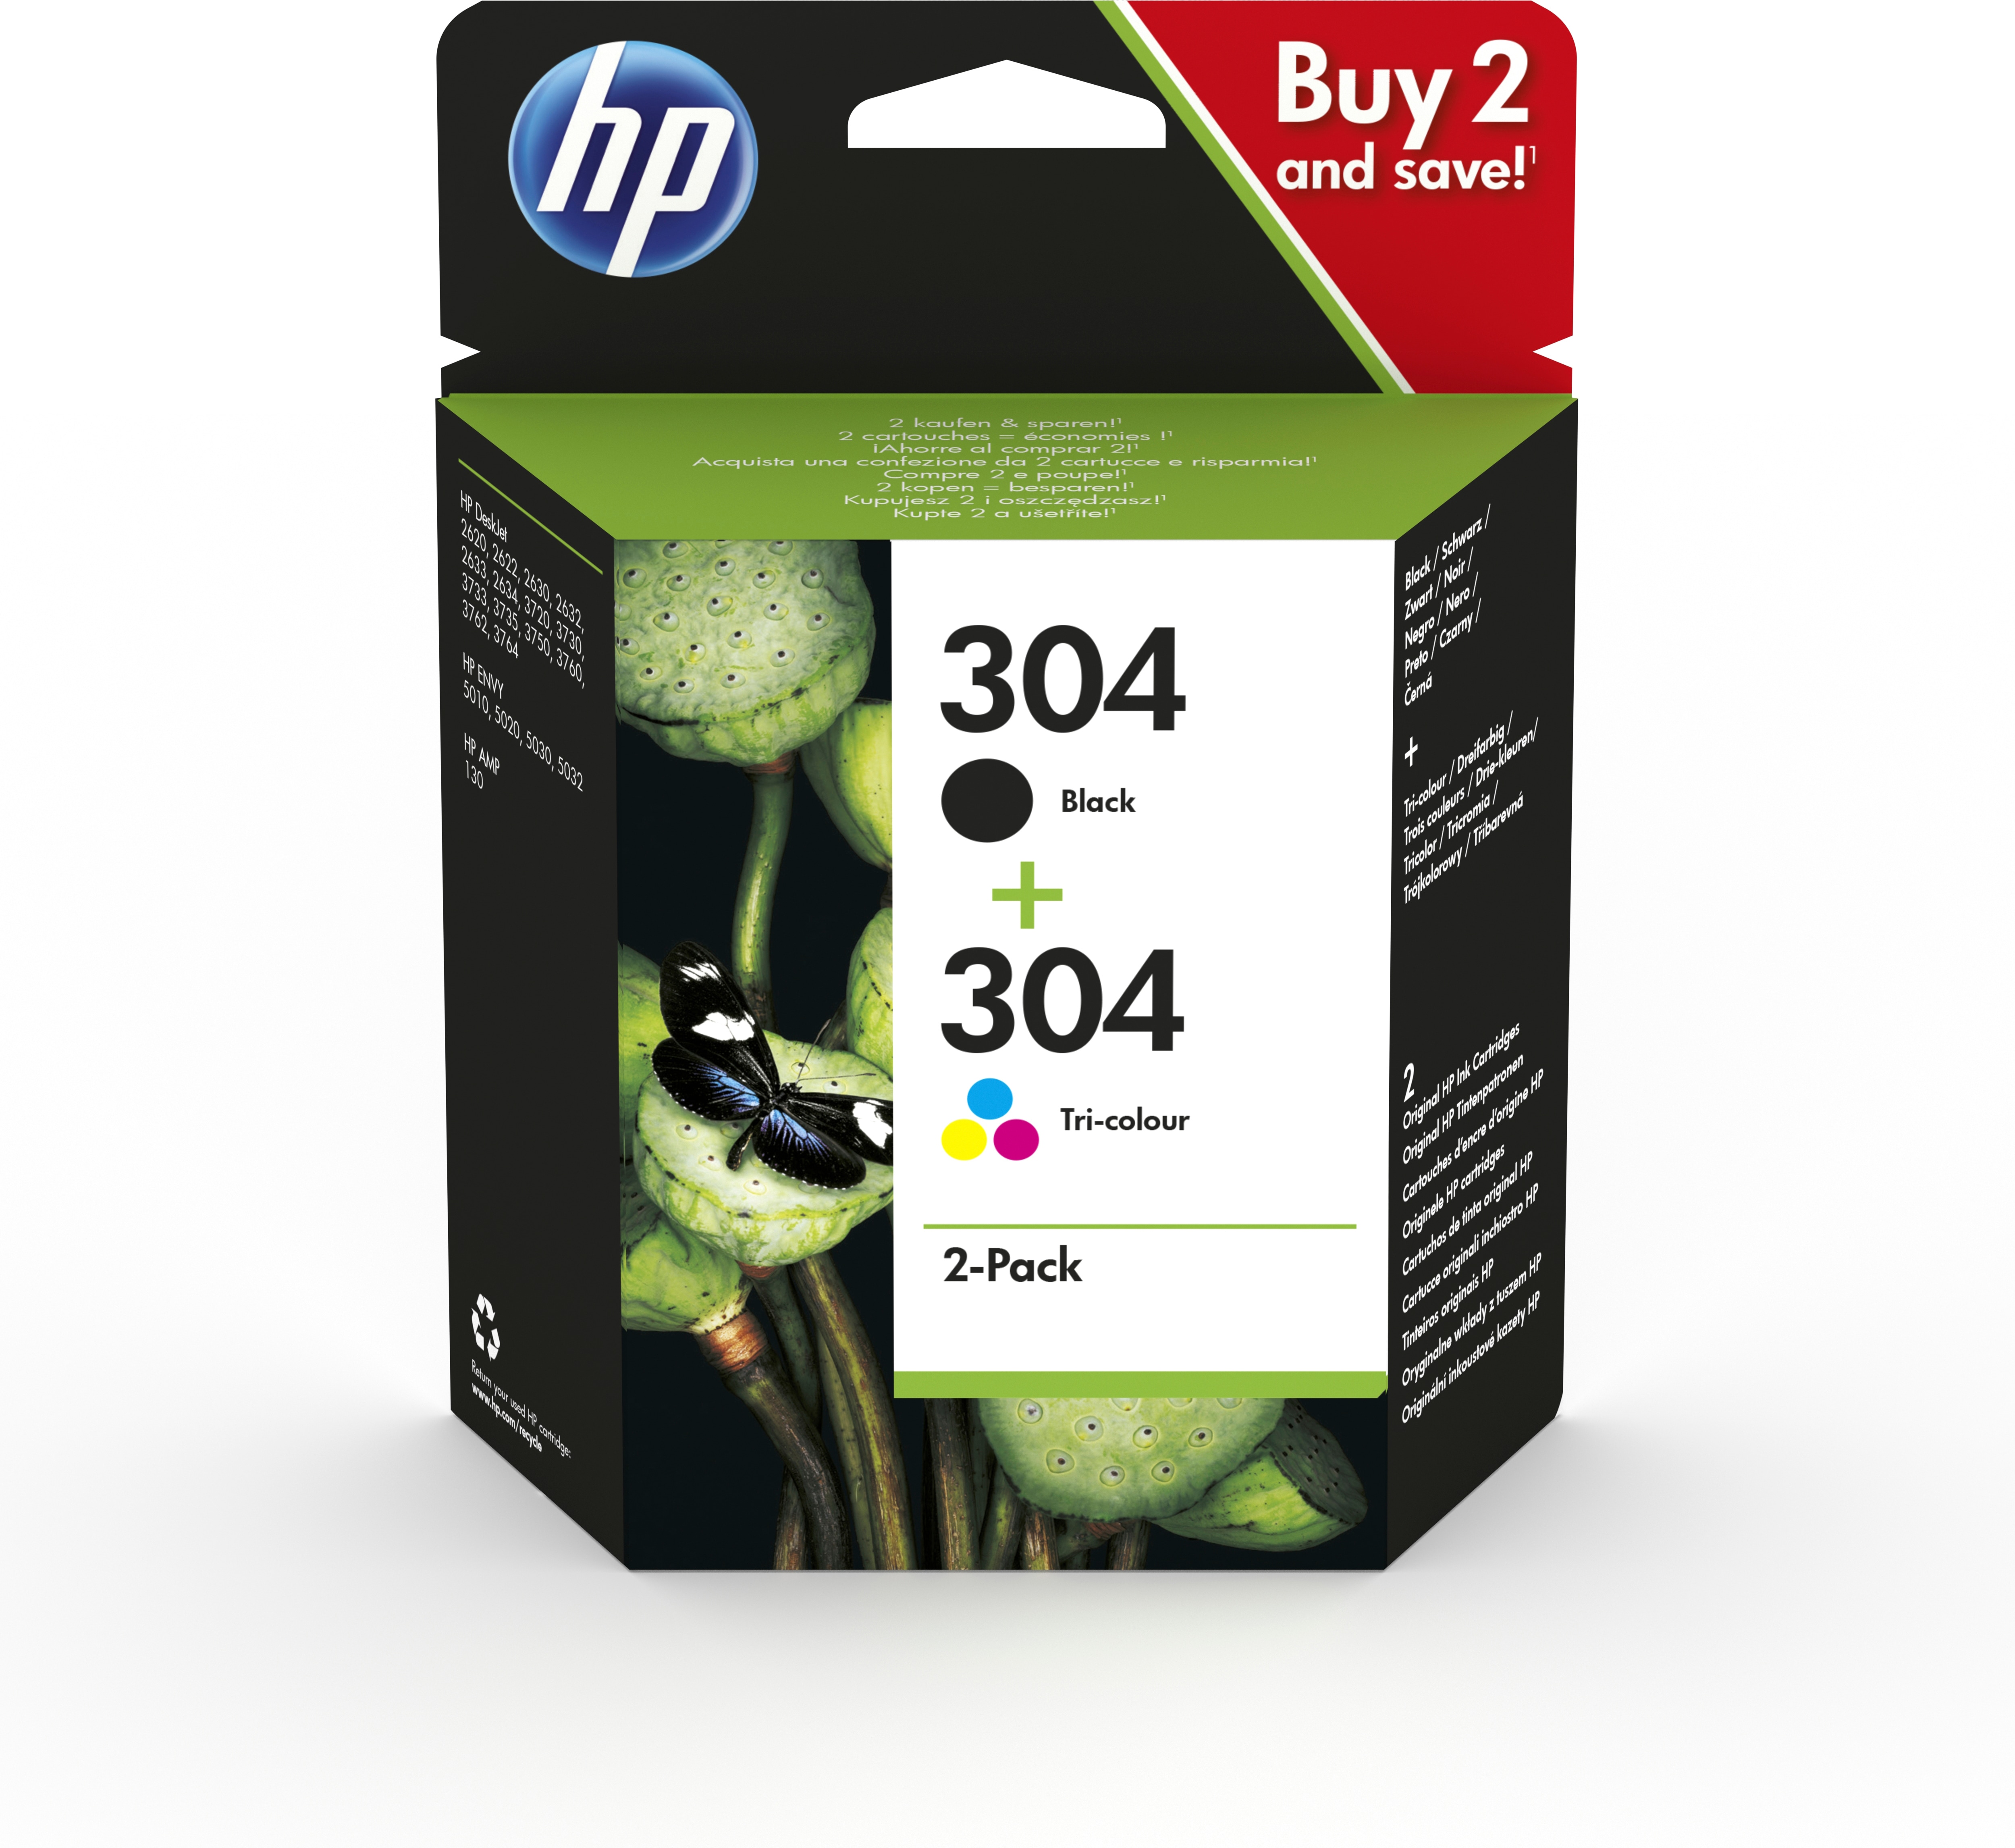 hp
Buy 2
and save!¹
2 kaufen & sparen!¹
2 cartouches = économies !¹
¡Ahorre al comprar 2!¹
Acquista una confezione da 2 cartucce e risparmia!¹
Compre 2 e poupe!¹
2 kopen = besparen!¹
Kupujesz 2 i oszczędzasz!¹
Kupte 2 a ušetříte!¹
HP DeskJet
2620, 2622, 2630, 2632,
2633, 2634, 3720, 3730,
3733, 3735, 3750, 3760,
3762, 3764
HP ENVY
5010, 5020, 5030, 5032
HP AMP
130
Return your used HP cartridge:
www.hp.com/recycle
304
Black
+
304
Tri-colour
2-Pack
Black / Schwarz /
Zwart / Noir /
Negro / Nero /
Preto / Czarny /
Černá
+
Tri-colour / Dreifarbig /
Trois couleurs / Drie-kleuren/
Tricolor / Tricromia /
Trójkolorowy / Tříbarevná
2
Original HP Ink Cartridges
Original HP Tintenpatronen
Cartouches d'encre d'origine HP
Originele HP cartridges
Cartuchos de tinta original HP
Cartucce originali inchiostro HP
Tinteiros originais HP
Oryginalne wkłady z tuszem HP
Originální inkoustové kazety HP